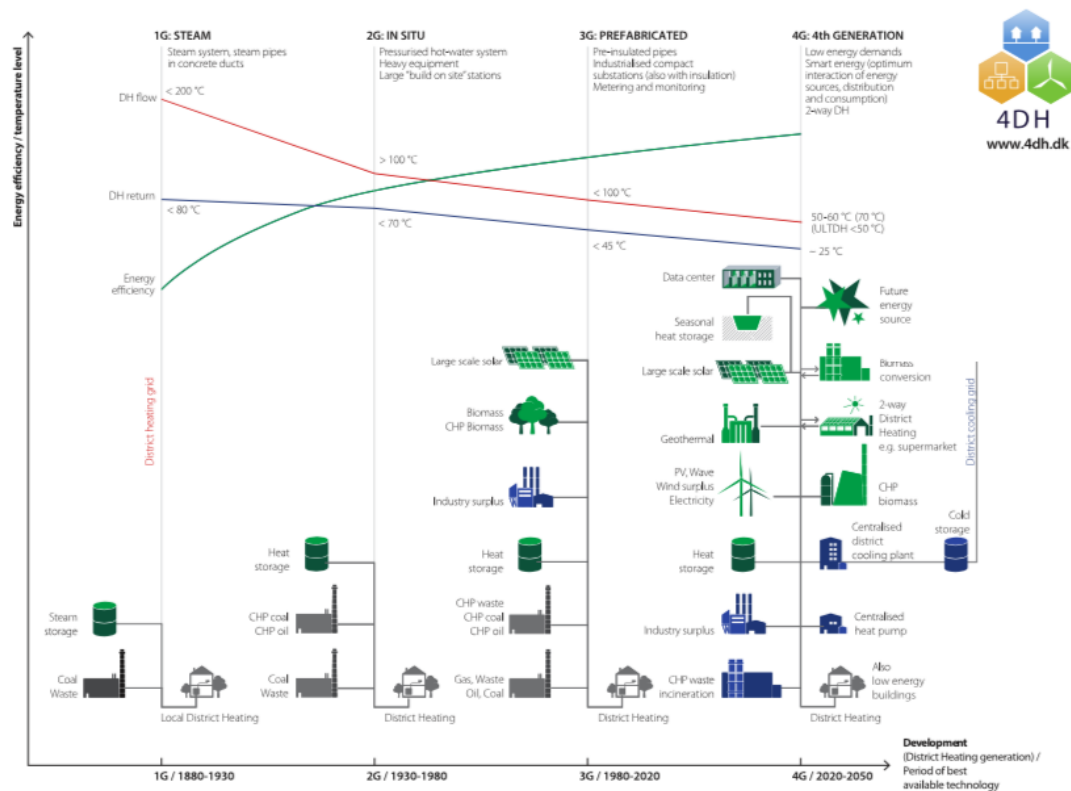 1G: STEAM
Steam system, steam pipes
in concrete ducts
2G: IN SITU
Pressurised hot-water system
Heavy equipment
Large "build on site" stations
3G: PREFABRICATED
Pre-insulated pipes
Industrialised compact
substations (also with insulation)
Metering and monitoring
4G: 4th GENERATION
Low energy demands
Smart energy (optimum
interaction of energy
sources, distribution
and consumption)
2-way DH
4DH
www.4dh.dk
Energy efficiency / temperature level
DH flow
< 200 °C
> 100 °C
< 100 °C
50-60 °C (70 °C)
(ULTDH <50 °C)
DH return
< 80 °C
< 70 °C
< 45 °C
~ 25 °C
Energy
efficiency
District heating grid
Steam
storage
Coal
Waste
Local District Heating
Heat
storage
CHP coal
CHP oil
Coal
Waste
District Heating
Large scale solar
Biomass
CHP Biomass
Industry surplus
Heat
storage
CHP waste
CHP coal
CHP oil
Gas, Waste
Oil, Coal
District Heating
Data center
Seasonal
heat storage
Large scale solar
Geothermal
PV, Wave
Wind surplus
Electricity
Heat
storage
Industry surplus
CHP waste
incineration
District Heating
Future
energy
source
Biomass
conversion
2-way
District
Heating
e.g. supermarket
CHP
biomass
Centralised
district
cooling plant
Cold
storage
Centralised
heat pump
Also
low energy
buildings
District cooling grid
1G / 1880-1930
2G / 1930-1980
3G / 1980-2020
4G / 2020-2050
Development
(District Heating generation) /
Period of best
available technology